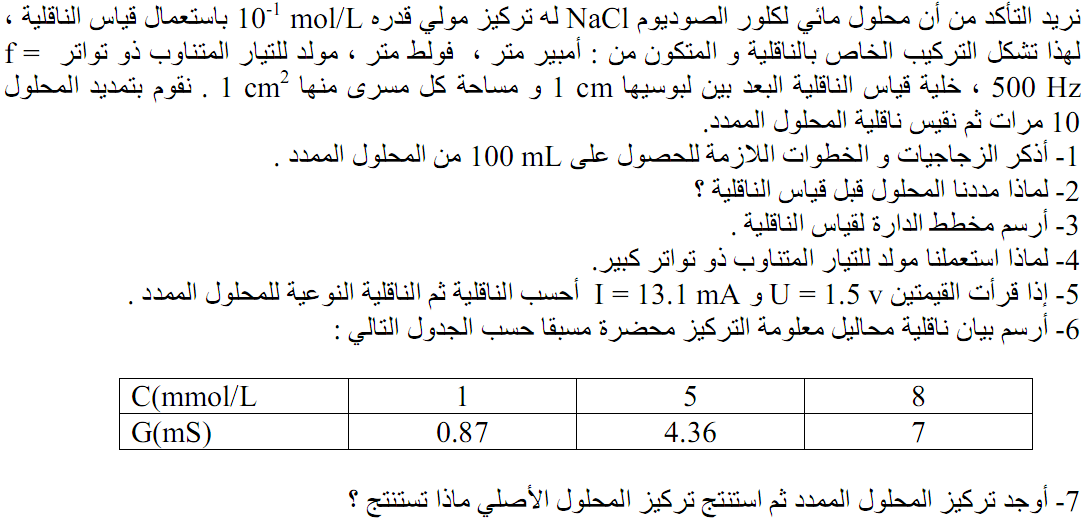 نريد التأكد من أن محلول مائي لكلور الصوديوم NaCl له تركيز مولي قدره 10⁻¹ mol/L باستعمال قياس الناقلية ،
لهذا تشكل التركيب الخاص بالناقلية و المتكون من : أمبير متر ، فولط متر ، مولد للتيار المتناوب ذو تواتر f =
500 Hz ، خلية قياس الناقلية البعد بين لبوسيها 1 cm و مساحة كل مسرى منها 1 cm² . نقوم بتمديد المحلول
10 مرات ثم نقيس ناقلية المحلول الممدد.
1- أذكر الزجاجيات و الخطوات اللازمة للحصول على 100 mL من المحلول الممدد .
2- لماذا مددنا المحلول قبل قياس الناقلية ؟
3- أرسم مخطط الدارة لقياس الناقلية .
4- لماذا استعملنا مولد للتيار المتناوب ذو تواتر كبير.
5- إذا قرأت القيمتين U = 1.5 v و I = 13.1 mA أحسب الناقلية ثم الناقلية النوعية للمحلول الممدد .
6- أرسم بيان ناقلية محاليل معلومة التركيز محضرة مسبقا حسب الجدول التالي :
C(mmol/L 1 5 8
G(mS) 0.87 4.36 7
7- أوجد تركيز المحلول الممدد ثم استنتج تركيز المحلول الأصلي ماذا تستنتج ؟